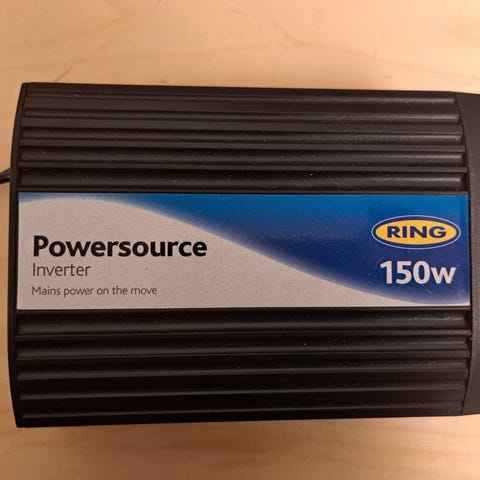 Powersource
Inverter
Mains power on the move
RING
150w